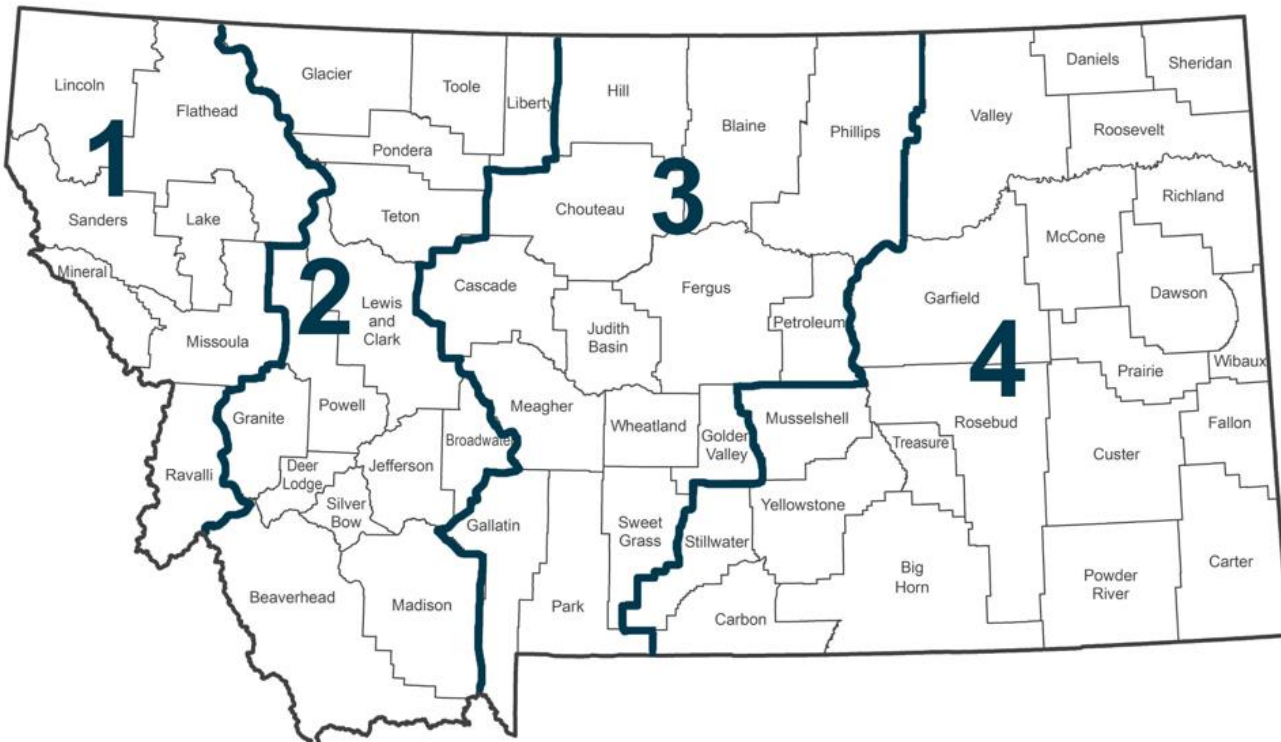 Lincoln
Flathead
Glacier
Toole
Liberty
Hill
Blaine
Phillips
Valley
Daniels
Sheridan
Roosevelt
1
Pondera
3
Sanders
Lake
Teton
Chouteau
Richland
McCone
Mineral
2
Lewis
and
Clark
Cascade
Fergus
Garfield
Dawson
Missoula
Judith
Basin
Petroleum
4
Prairie
Wibaux
Granite
Powell
Meagher
Wheatland
Golden
Valley
Musselshell
Rosebud
Fallon
Broadwater
Treasure
Ravalli
Deer
Lodge
Jefferson
Custer
Silver
Bow
Gallatin
Sweet
Grass
Stillwater
Yellowstone
Beaverhead
Madison
Park
Carbon
Big
Horn
Powder
River
Carter